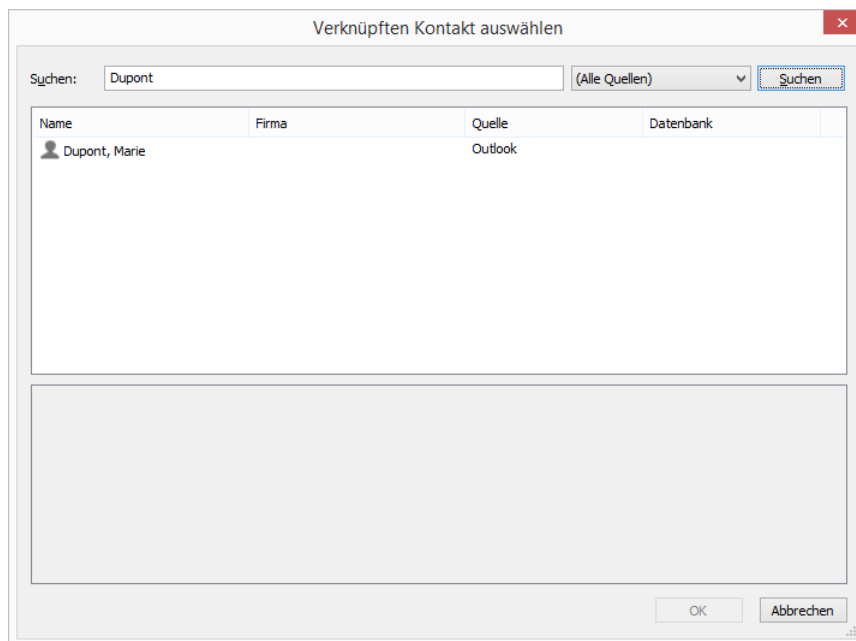 Verknüpften Kontakt auswählen
Suchen: Dupont (Alle Quellen) Suchen
Name Firma Quelle Datenbank
Dupont, Marie Outlook
OK Abbrechen